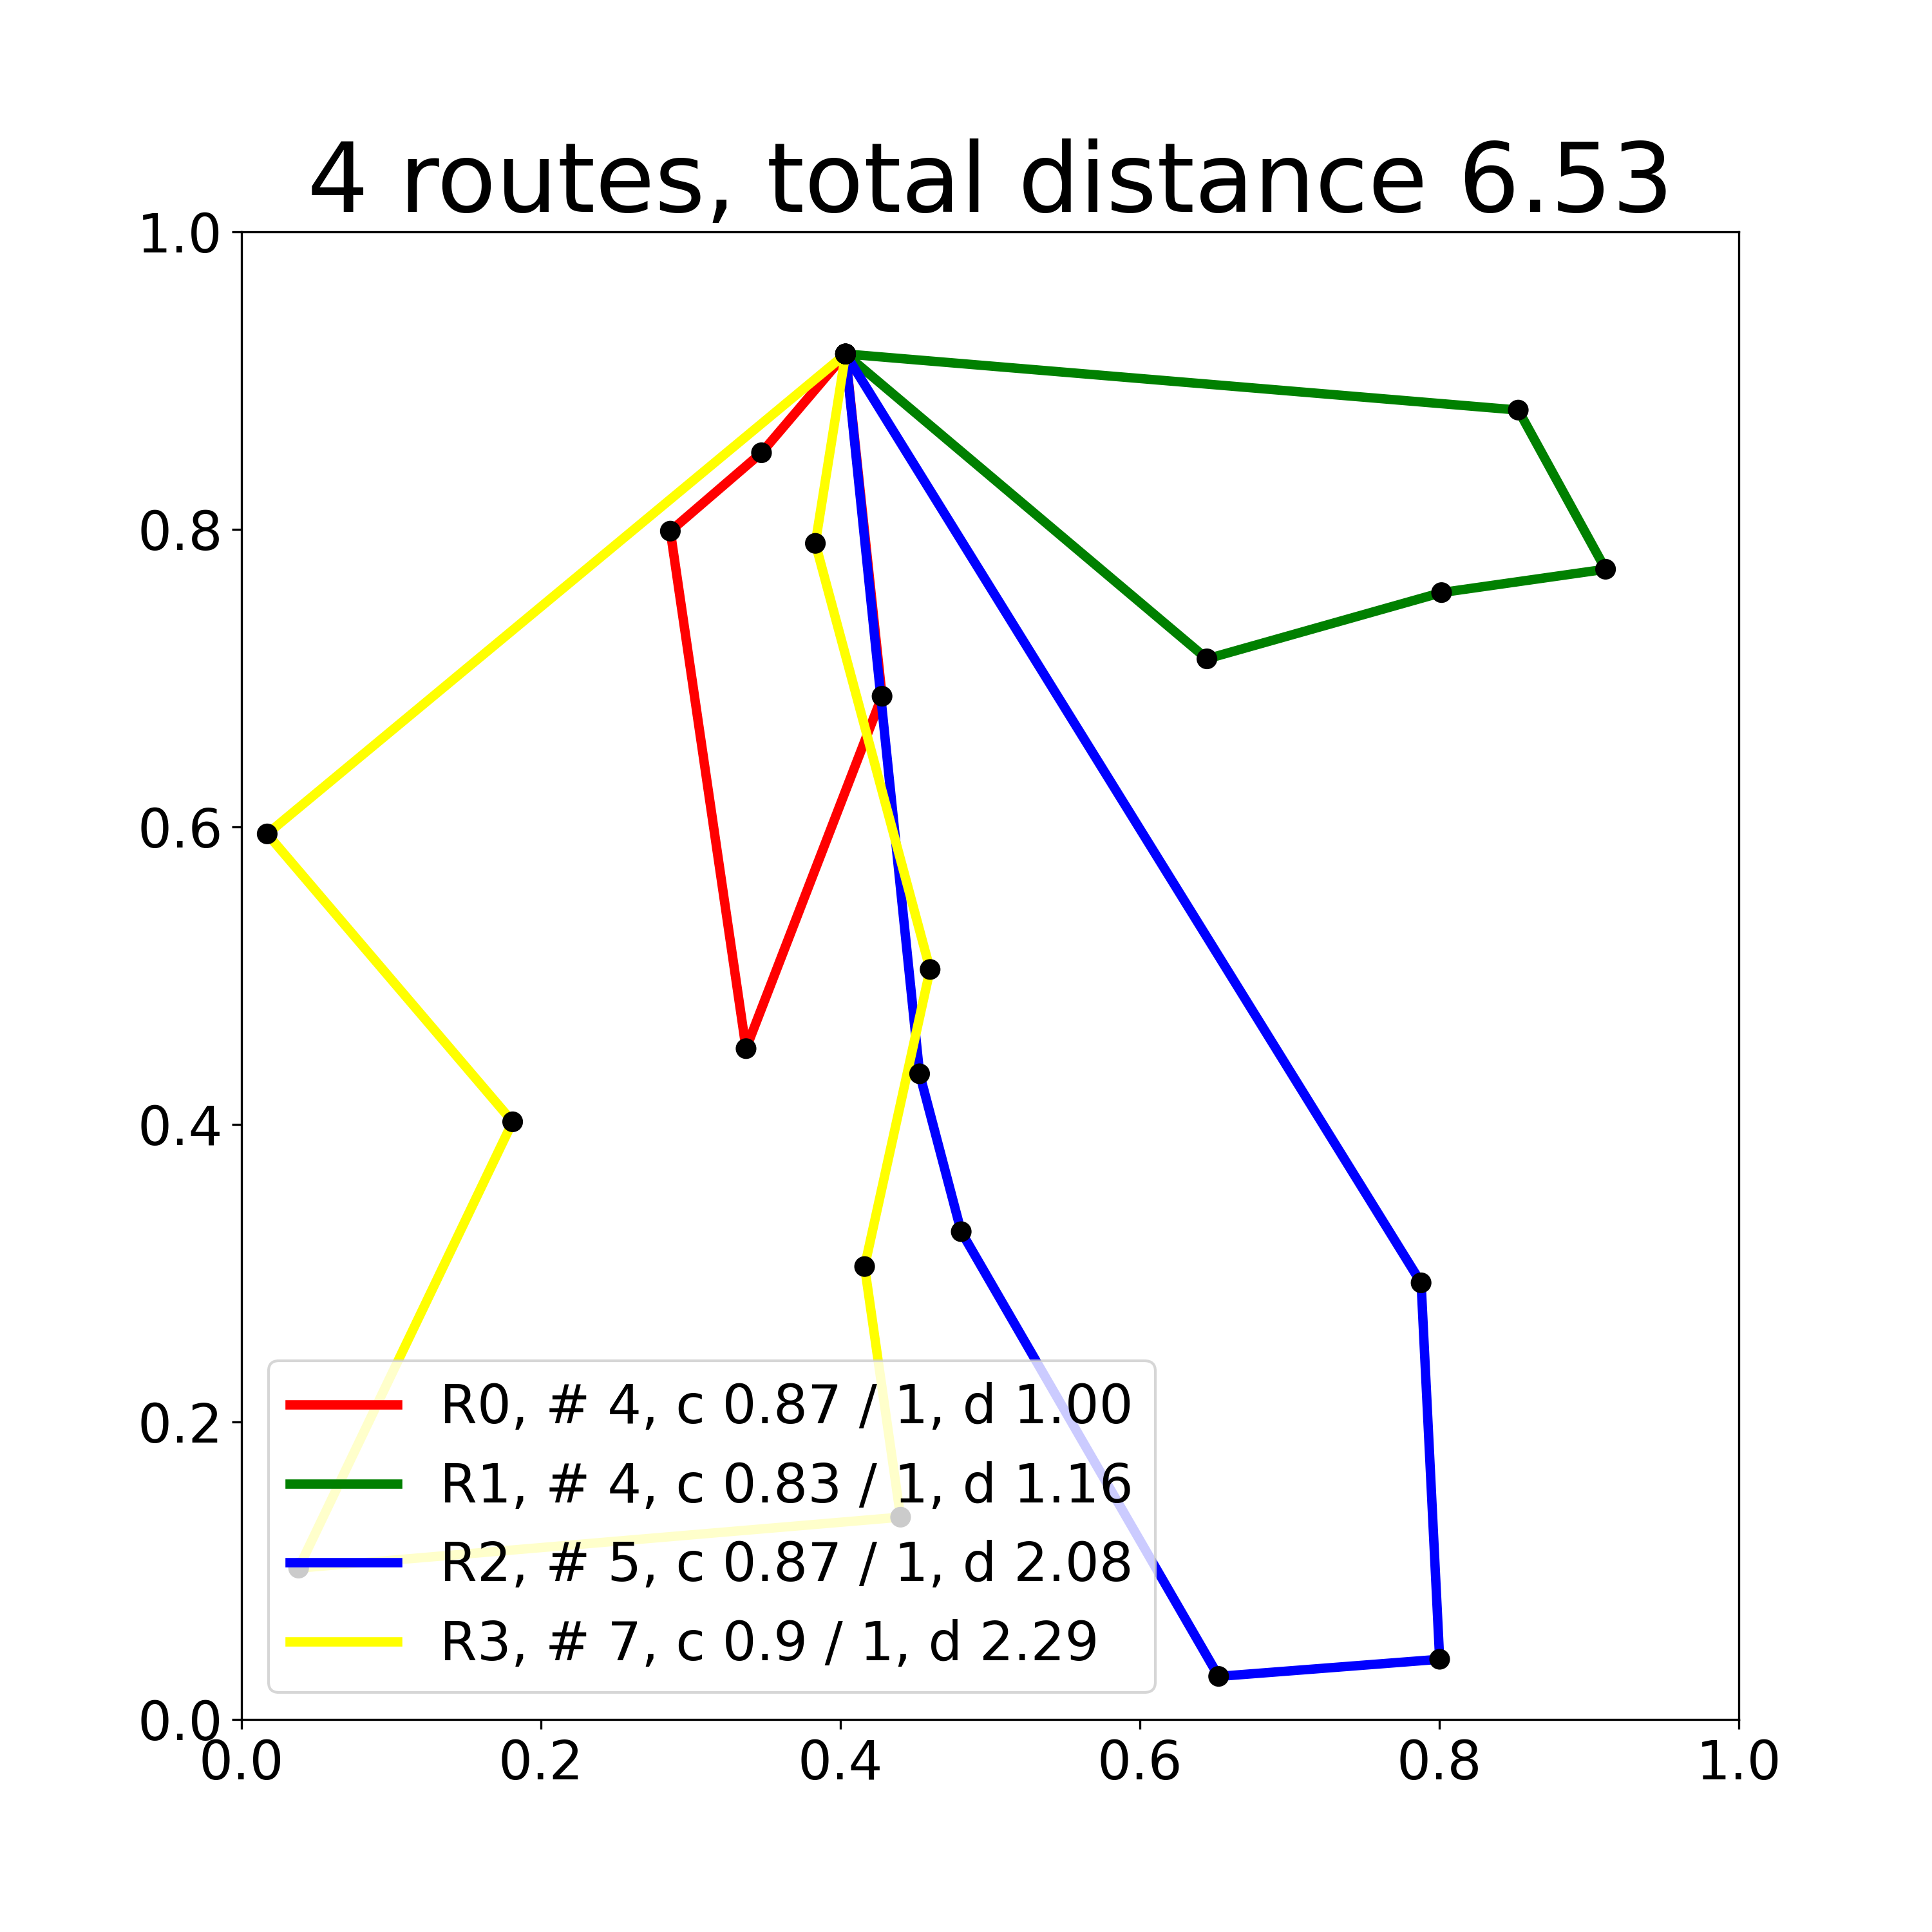 4 routes, total distance 6.53
1.0
0.8
0.6
0.4
0.2
0.0
R0, # 4, c 0.87 / 1, d 1.00
R1, # 4, c 0.83 / 1, d 1.16
R2, # 5, c 0.87 / 1, d 2.08
R3, # 7, c 0.9 / 1, d 2.29
0.0 0.2 0.4 0.6 0.8 1.0